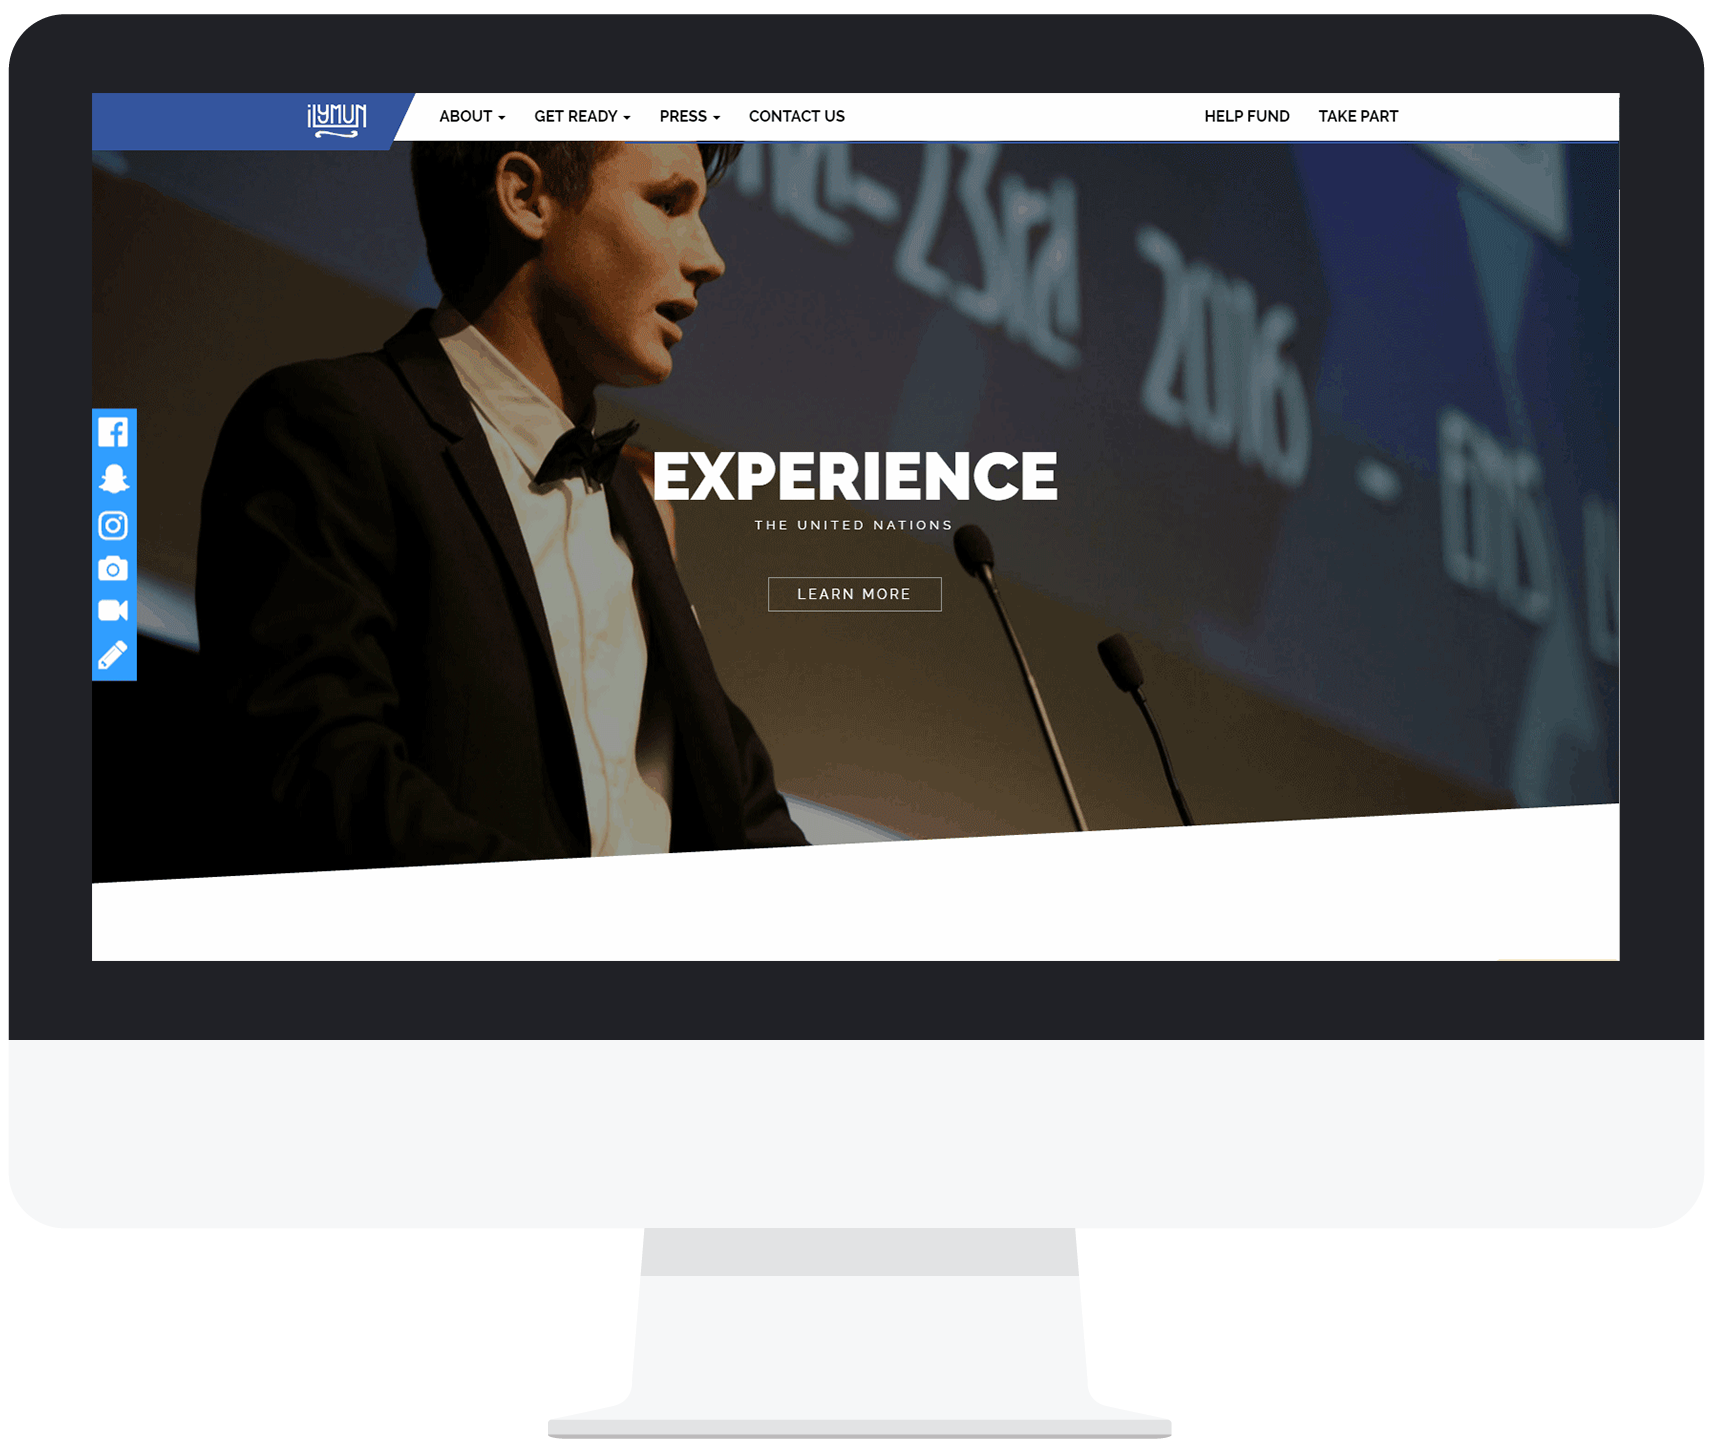 iLYMUN
ABOUT
GET READY
PRESS
CONTACT US
HELP FUND
TAKE PART
23rd 2016 -
EXPERIENCE
THE UNITED NATIONS
LEARN MORE